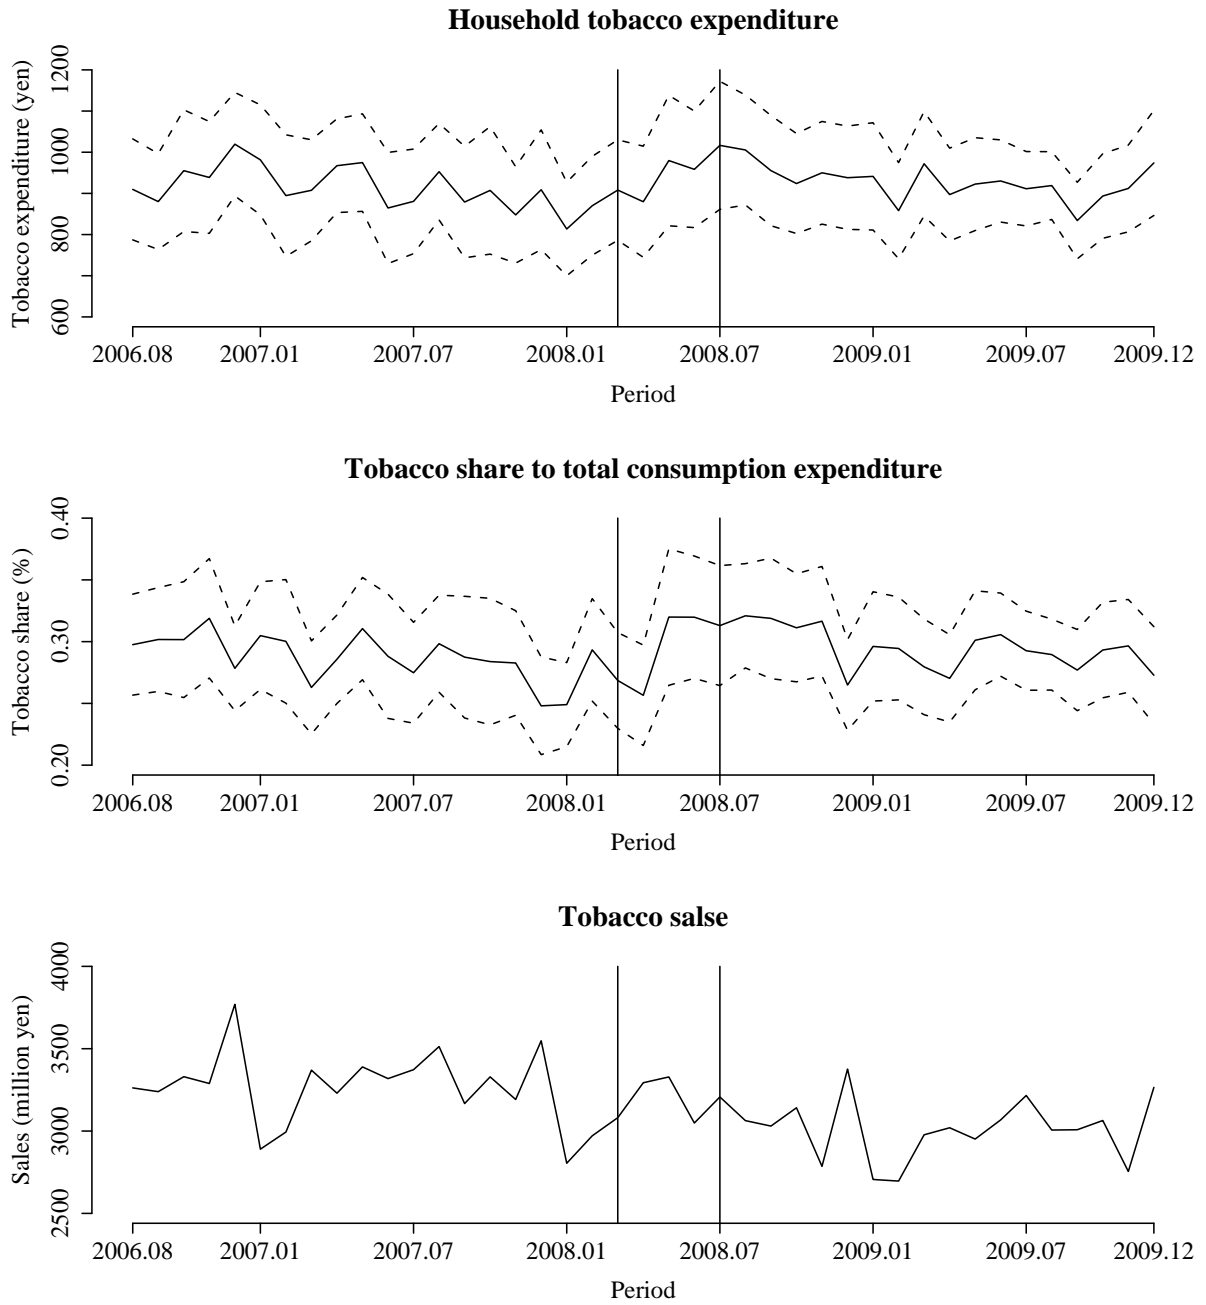 Household tobacco expenditure
Tobacco expenditure (yen)
600 800 1000 1200
2006.08 2007.01 2007.07 2008.01 2008.07 2009.01 2009.07 2009.12
Period
Tobacco share to total consumption expenditure
Tobacco share (%)
0.20 0.30 0.40
2006.08 2007.01 2007.07 2008.01 2008.07 2009.01 2009.07 2009.12
Period
Tobacco salse
Sales (million yen)
2500 3000 3500 4000
2006.08 2007.01 2007.07 2008.01 2008.07 2009.01 2009.07 2009.12
Period